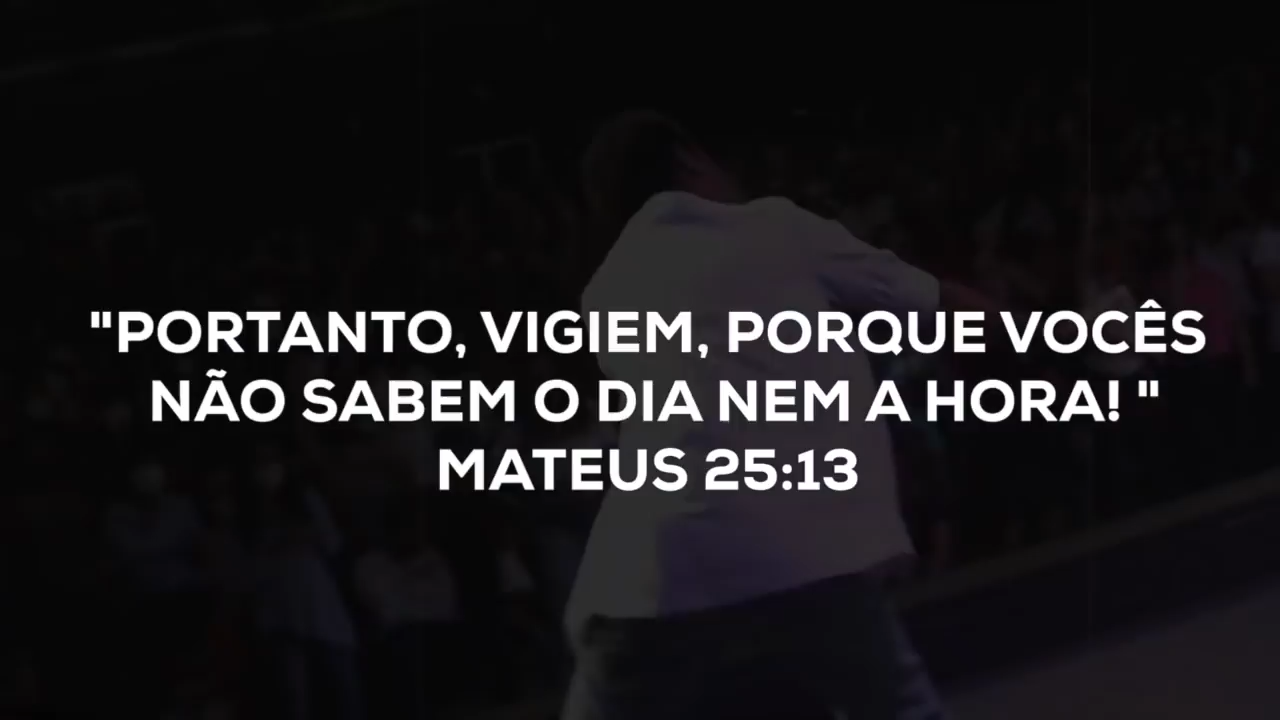 "PORTANTO, VIGIEM, PORQUE VOCÊS
NÃO SABEM O DIA NEM A HORA! "
MATEUS 25:13